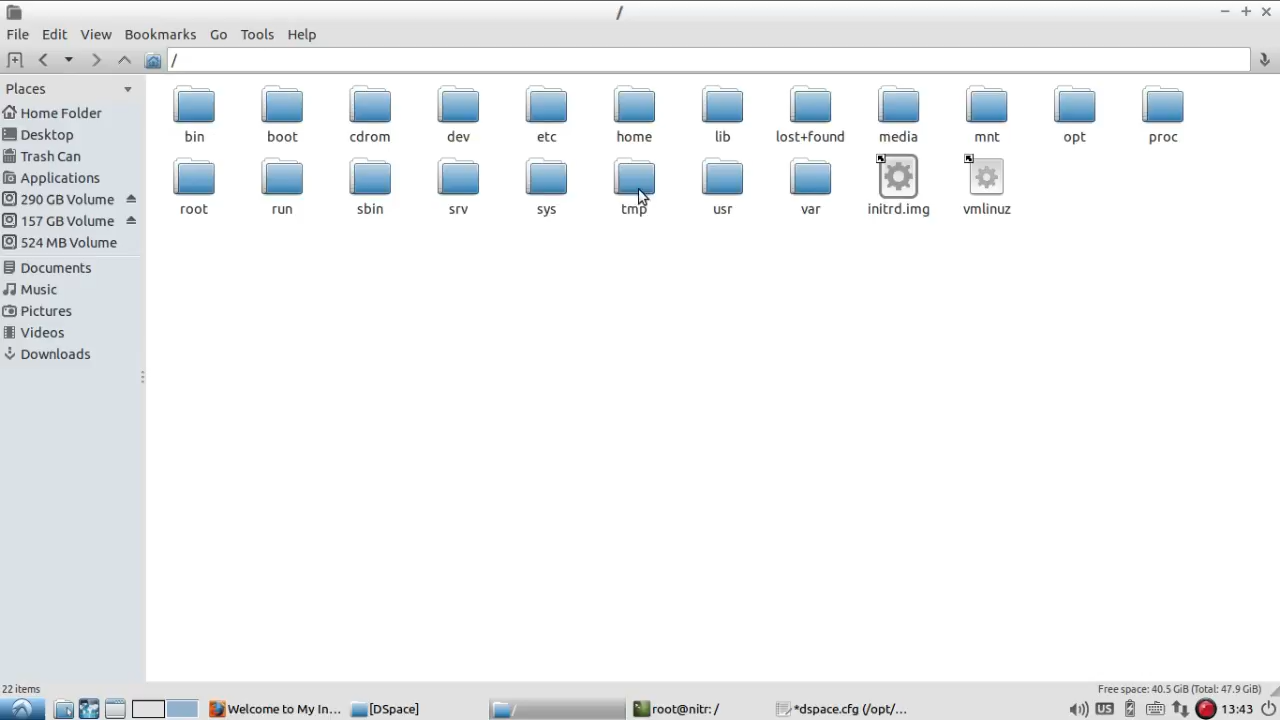 /
File Edit View Bookmarks Go Tools Help
/
Places
Home Folder
Desktop
Trash Can
Applications
290 GB Volume
157 GB Volume
524 MB Volume
Documents
Music
Pictures
Videos
Downloads
bin boot cdrom dev etc home lib lost+found media mnt opt proc
root run sbin srv sys tmp usr var initrd.img vmlinuz
22 items Free space: 40.5 GiB (Total: 47.9 GiB)
Welcome to My In... [DSpace] / root@nitr: / *dspace.cfg (/opt/... US 13:43